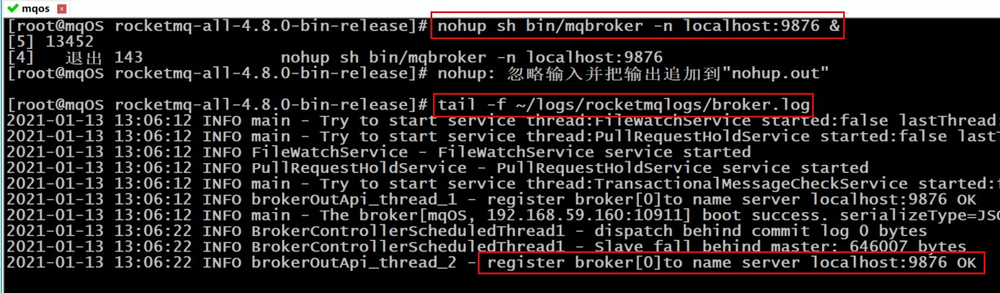 mqos
[root@mqOS rocketmq-all-4.8.0-bin-release]# nohup sh bin/mqbroker -n localhost:9876 &
[5] 13452
[4]   退出 143               nohup sh bin/mqbroker -n localhost:9876
[root@mqOS rocketmq-all-4.8.0-bin-release]# nohup: 忽略输入并把输出追加到"nohup.out"
[root@mqOS rocketmq-all-4.8.0-bin-release]# tail -f ~/logs/rocketmqlogs/broker.log
2021-01-13 13:06:12 INFO main - Try to start service thread:FileWatchService started:false lastThread:
2021-01-13 13:06:12 INFO main - Try to start service thread:PullRequestHoldService started:false last
2021-01-13 13:06:12 INFO FileWatchService - FileWatchService service started
2021-01-13 13:06:12 INFO PullRequestHoldService - PullRequestHoldService service started
2021-01-13 13:06:12 INFO main - Try to start service thread:TransactionalMessageCheckService started:f
2021-01-13 13:06:12 INFO brokerOutApi_thread_1 - register broker[0]to name server localhost:9876 OK
2021-01-13 13:06:12 INFO main - The broker[mqOS, 192.168.59.160:10911] boot success. serializeType=JSO
2021-01-13 13:06:22 INFO BrokerControllerScheduledThread1 - dispatch behind commit log 0 bytes
2021-01-13 13:06:22 INFO BrokerControllerScheduledThread1 - Slave fall behind master: 646007 bytes
2021-01-13 13:06:22 INFO brokerOutApi_thread_2 - register broker[0]to name server localhost:9876 OK